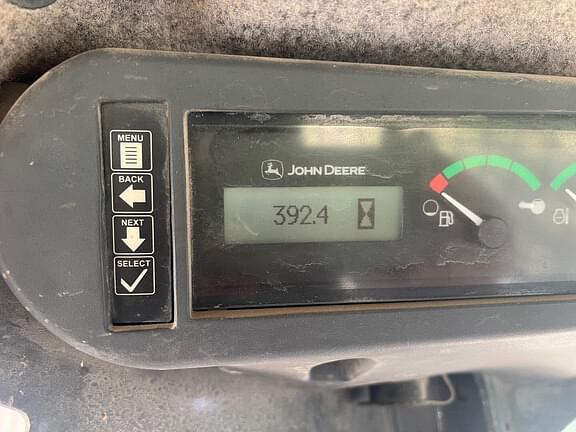 MENU
BACK
NEXT
SELECT
JOHN DEERE
392.4